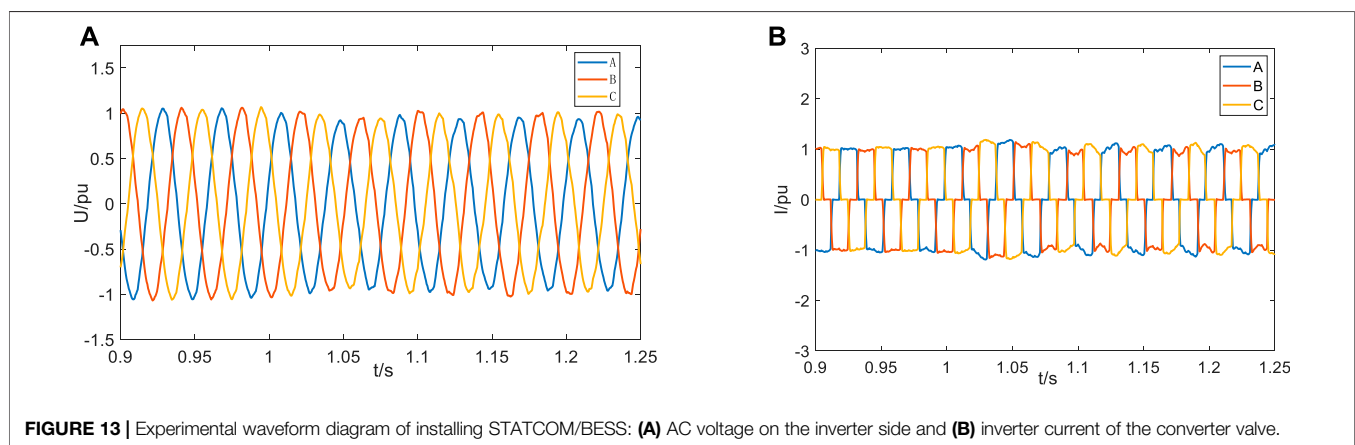 A
1.5
1
0.5
0
-0.5
-1
-1.5
U/pu
0.9 0.95 1 1.05 1.1 1.15 1.2 1.25
t/s
A
B
C
B
3
2
1
0
-1
-2
-3
I/pu
0.9 0.95 1 1.05 1.1 1.15 1.2 1.25
t/s
A
B
C
FIGURE 13 | Experimental waveform diagram of installing STATCOM/BESS: (A) AC voltage on the inverter side and (B) inverter current of the converter valve.